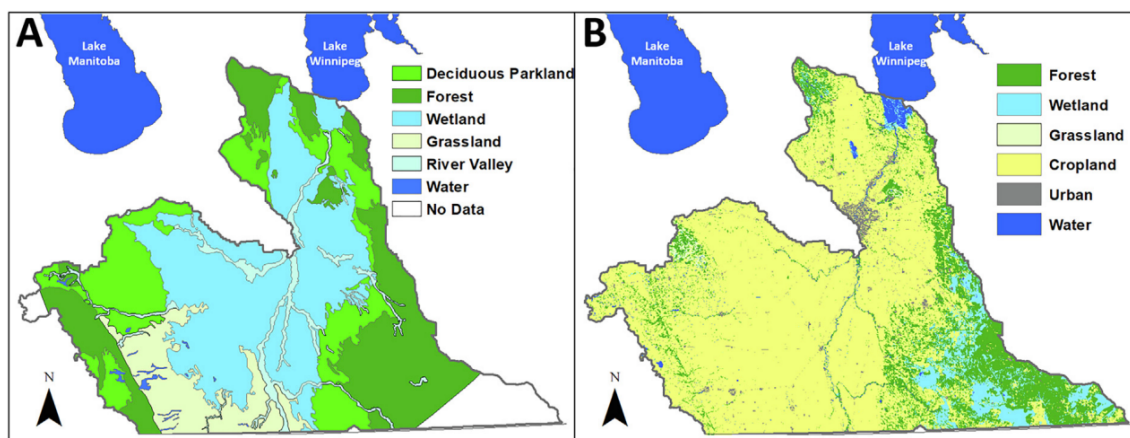 A
Lake
Manitoba
Lake
Winnipeg
Deciduous Parkland
Forest
Wetland
Grassland
River Valley
Water
No Data
N
B
Lake
Manitoba
Lake
Winnipeg
Forest
Wetland
Grassland
Cropland
Urban
Water
N